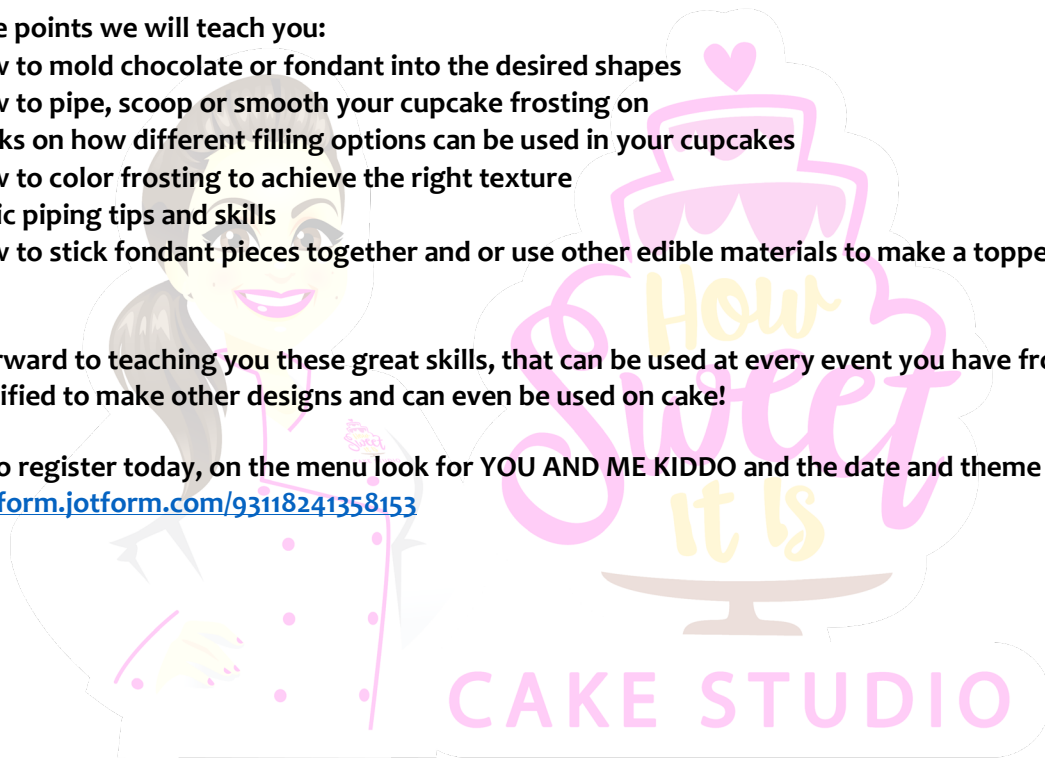 e points we will teach you:
w to mold chocolate or fondant into the desired shapes
w to pipe, scoop or smooth your cupcake frosting on
ks on how different filling options can be used in your cupcakes
w to color frosting to achieve the right texture
ic piping tips and skills
w to stick fondant pieces together and or use other edible materials to make a toppe
rward to teaching you these great skills, that can be used at every event you have fro
ified to make other designs and can even be used on cake!
o register today, on the menu look for YOU AND ME KIDDO and the date and theme
form.jotform.com/93118241358153
How
Sweet
It Is
CAKE STUDIO
Sweet